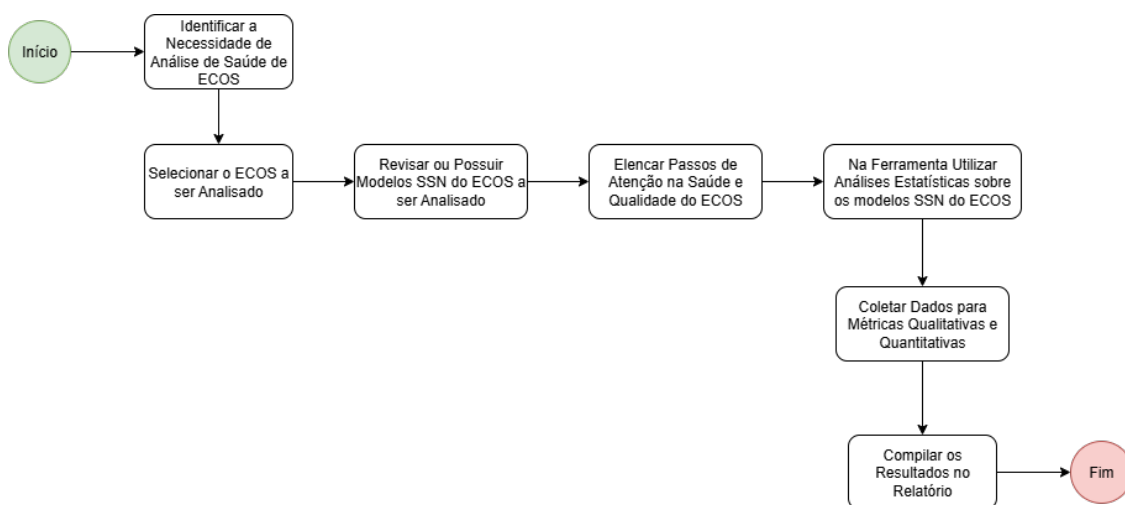 Início
Identificar a
Necessidade de
Análise de Saúde de
ECOS
Selecionar o ECOS a
ser Analisado
Revisar ou Possuir
Modelos SSN do ECOS a
ser Analisado
Elencar Passos de
Atenção na Saúde e
Qualidade do ECOS
Na Ferramenta Utilizar
Análises Estatísticas sobre
os modelos SSN do ECOS
Coletar Dados para
Métricas Qualitativas e
Quantitativas
Compilar os
Resultados no
Relatório
Fim